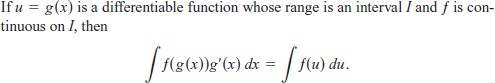 If u = g(x) is a differentiable function whose range is an interval I and f is con-
tinuous on I, then
∫ f(g(x))g′(x) dx = ∫ f(u) du.